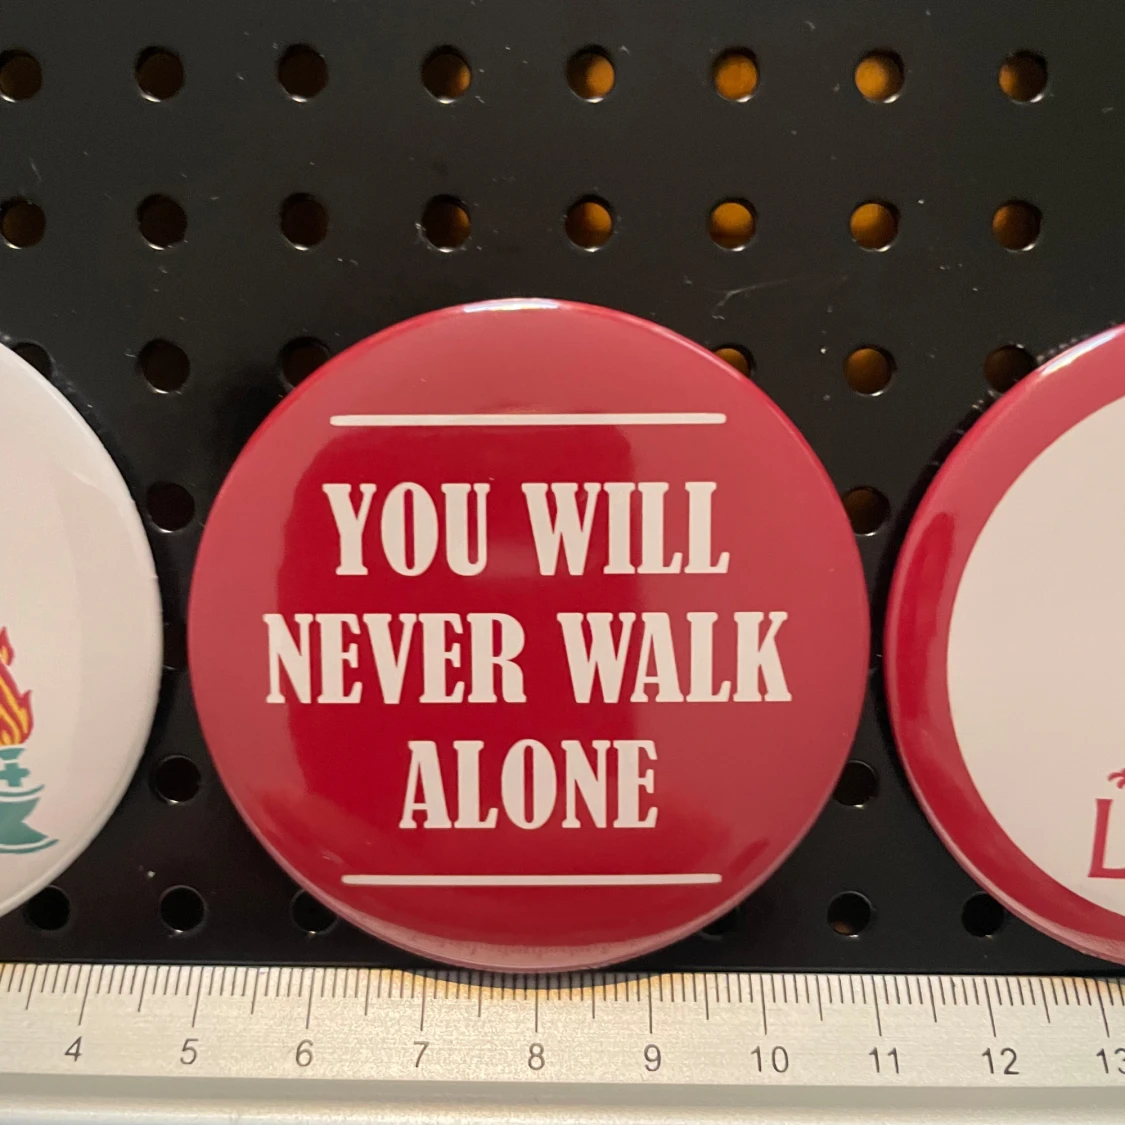 YOU WILL
NEVER WALK
ALONE
4 5 6 7 8 9 10 11 12